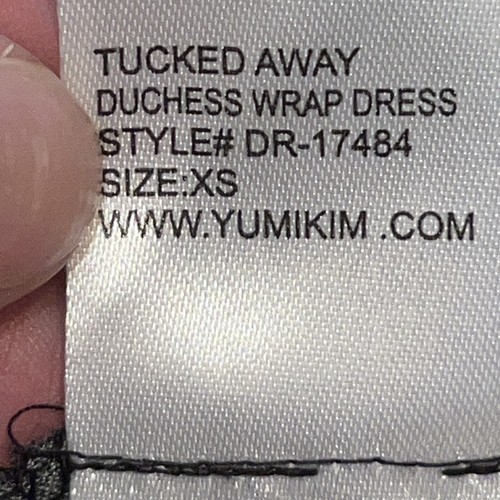 TUCKED AWAY
DUCHESS WRAP DRESS
STYLE# DR-17484
SIZE:XS
WWW.YUMIKIM .COM